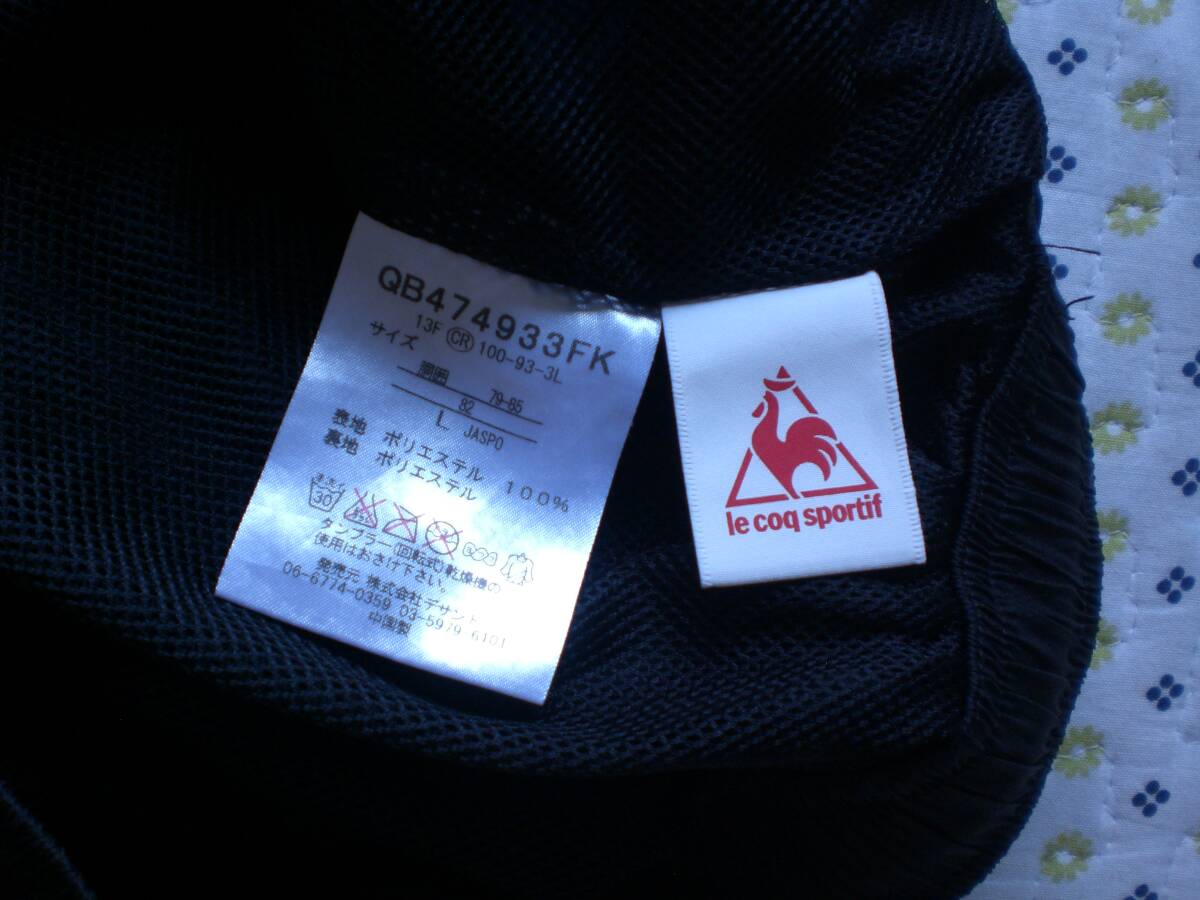 QB474933FK
13F CR 100-93-3L
サイズ
胴囲 79-85
82
L JASPO
表地 ポリエステル
裏地 ポリエステル 100%
30
タンブラー(回転式)乾燥機の
使用はおさけ下さい。
発売元 株式会社デサント
06-6774-0359 03-5979 6101
中国製
le coq sportif